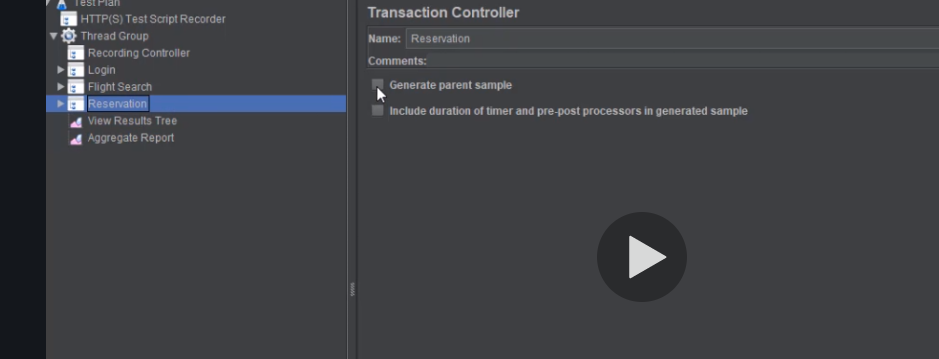 Test Plan
HTTP(S) Test Script Recorder
Thread Group
Recording Controller
Login
Flight Search
Reservation
View Results Tree
Aggregate Report
Transaction Controller
Name: Reservation
Comments:
Generate parent sample
Include duration of timer and pre-post processors in generated sample